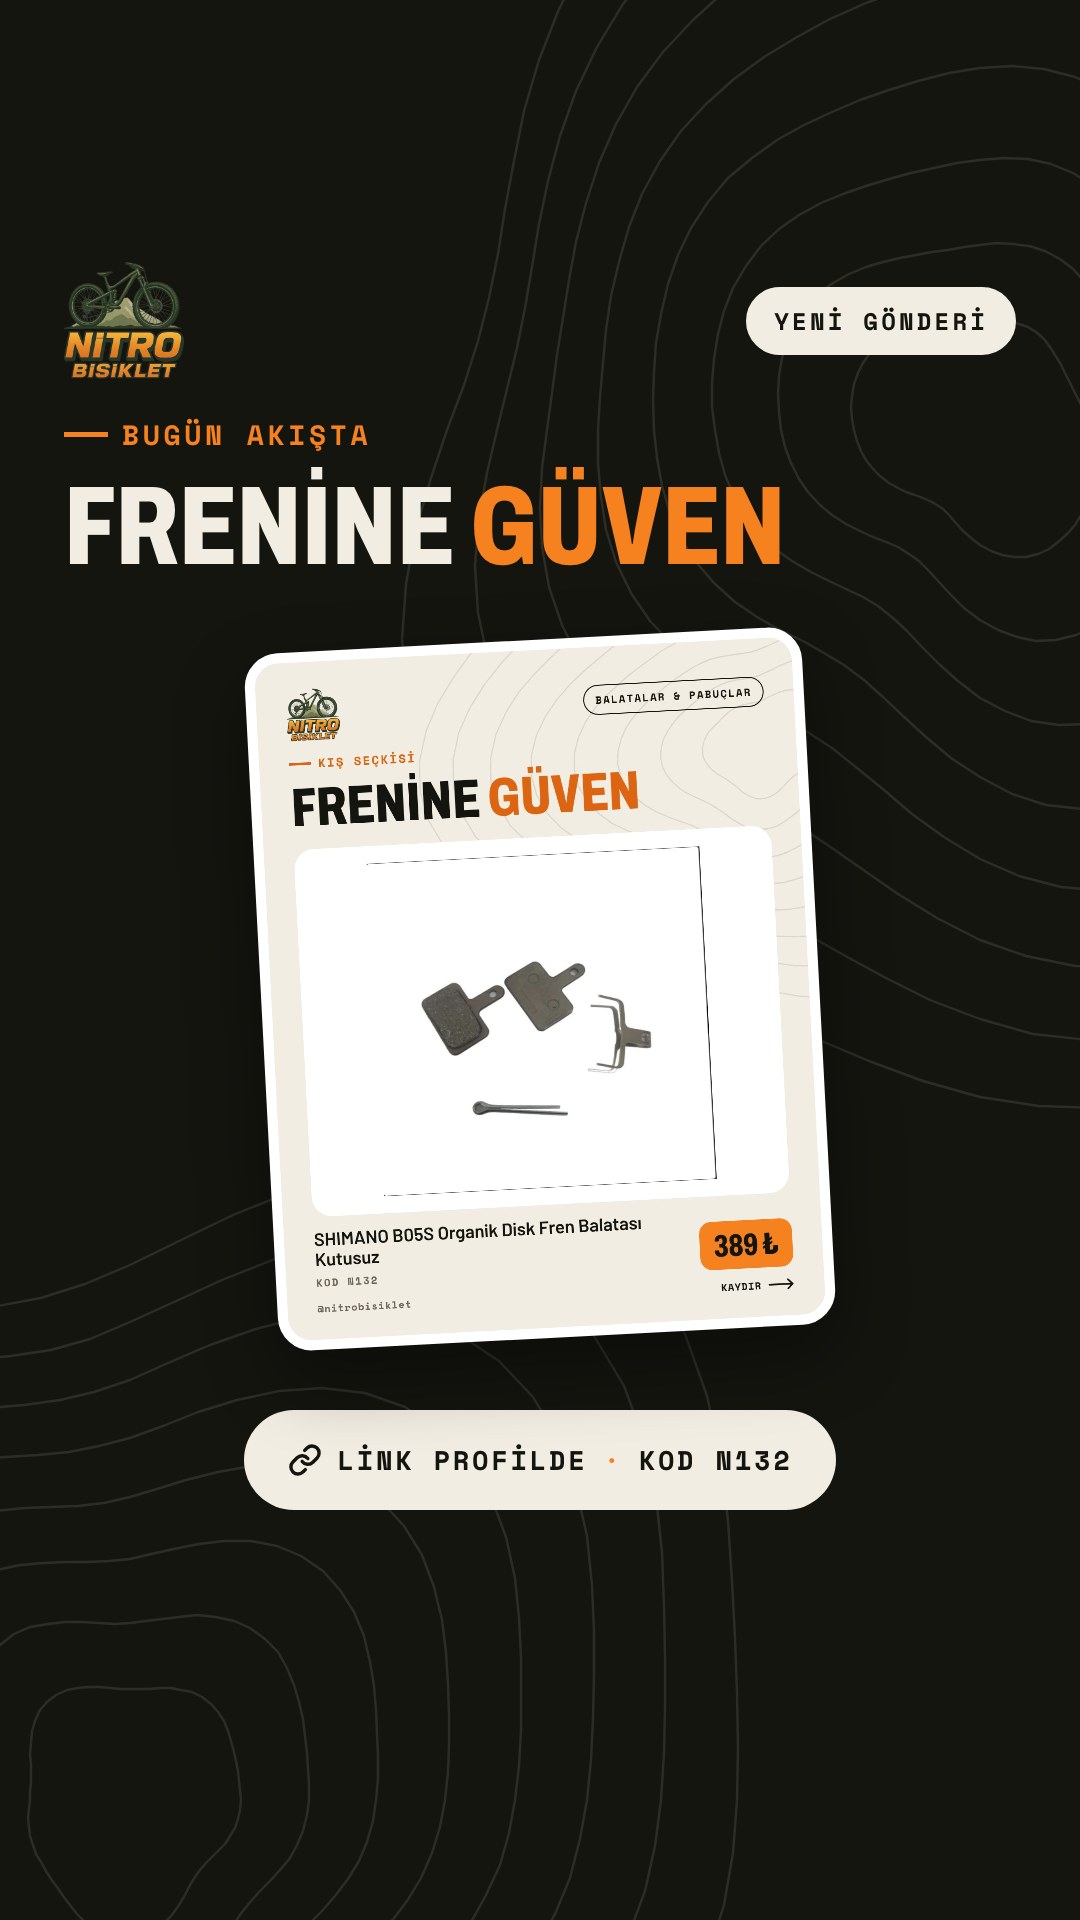 NiTRO
BiSiKLET
YENİ GÖNDERİ
BUGÜN AKIŞTA
FRENİNE GÜVEN
NiTRO
BiSiKLET
BALATALAR & PABUÇLAR
KIŞ SEÇKİSİ
FRENİNE GÜVEN
SHIMANO B05S Organik Disk Fren Balatası
Kutusuz
389 ₺
KOD N132
KAYDIR
@nitrobisiklet
LİNK PROFİLDE · KOD N132